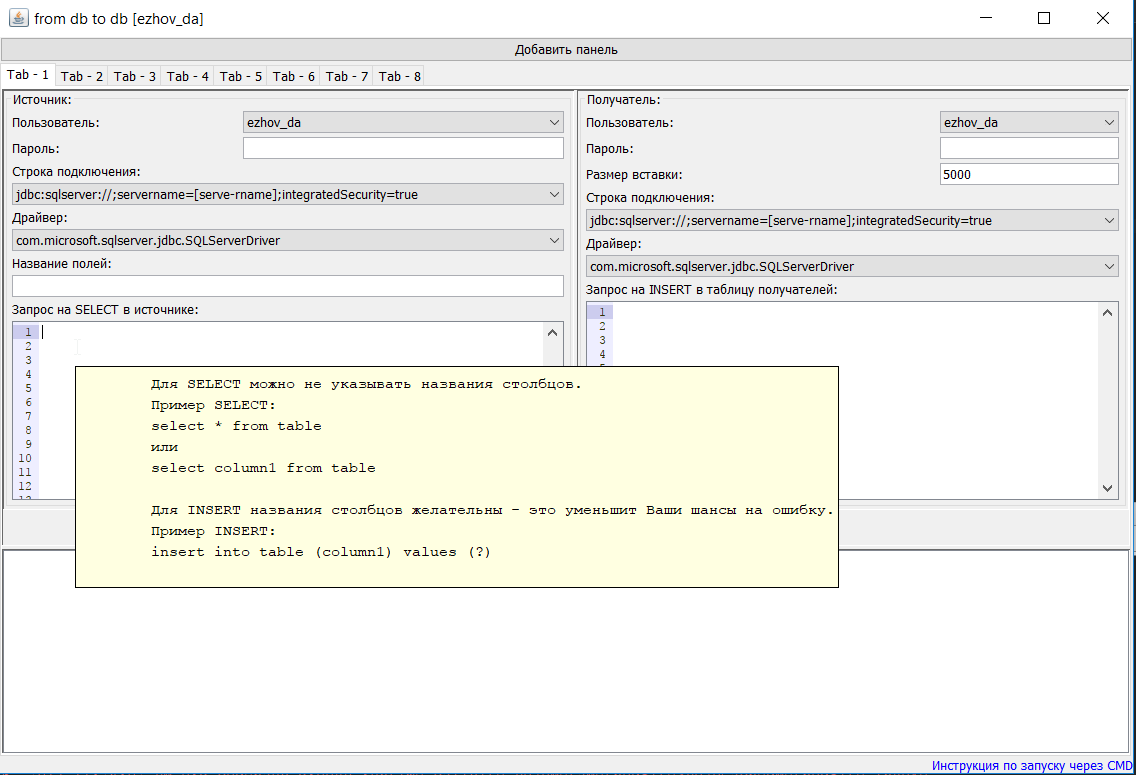 from db to db [ezhov_da]
Добавить панель
Tab - 1 Tab - 2 Tab - 3 Tab - 4 Tab - 5 Tab - 6 Tab - 7 Tab - 8
Источник:
Пользователь: ezhov_da
Пароль:
Строка подключения:
jdbc:sqlserver://;servername=[serve-rname];integratedSecurity=true
Драйвер:
com.microsoft.sqlserver.jdbc.SQLServerDriver
Название полей:
Запрос на SELECT в источнике:
1
2
3
4
5
6
7
8
9
10
11
12
Получатель:
Пользователь: ezhov_da
Пароль:
Размер вставки: 5000
Строка подключения:
jdbc:sqlserver://;servername=[serve-rname];integratedSecurity=true
Драйвер:
com.microsoft.sqlserver.jdbc.SQLServerDriver
Запрос на INSERT в таблицу получателей:
1
2
3
4
Для SELECT можно не указывать названия столбцов.
Пример SELECT:
select * from table
или
select column1 from table
Для INSERT названия столбцов желательны - это уменьшит Ваши шансы на ошибку.
Пример INSERT:
insert into table (column1) values (?)
Инструкция по запуску через CMD